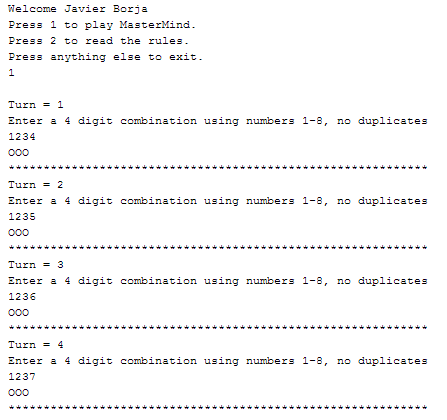 Welcome Javier Borja
Press 1 to play MasterMind.
Press 2 to read the rules.
Press anything else to exit.
1
Turn = 1
Enter a 4 digit combination using numbers 1-8, no duplicates
1234
OOO
************************************************************
Turn = 2
Enter a 4 digit combination using numbers 1-8, no duplicates
1235
OOO
************************************************************
Turn = 3
Enter a 4 digit combination using numbers 1-8, no duplicates
1236
OOO
************************************************************
Turn = 4
Enter a 4 digit combination using numbers 1-8, no duplicates
1237
OOO
************************************************************